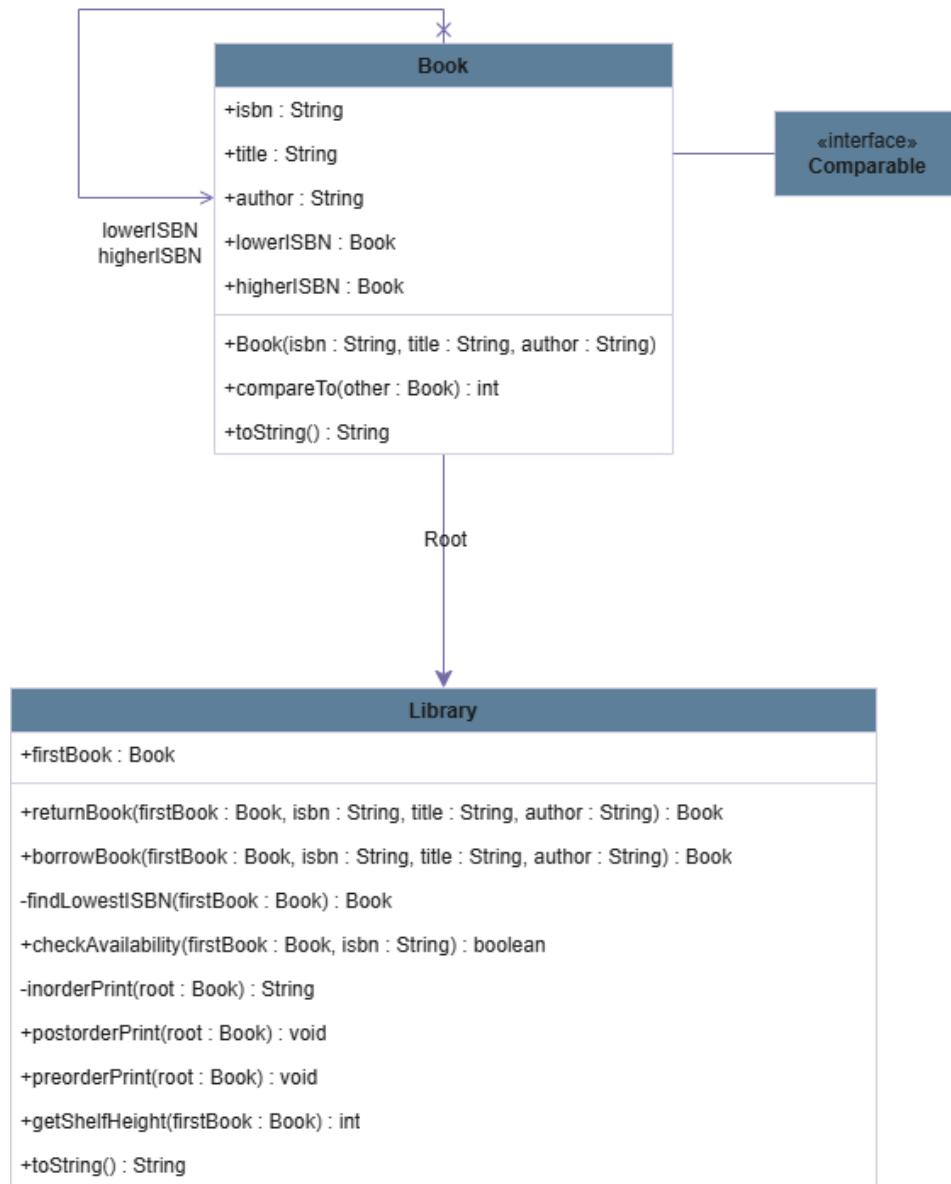 Book
+isbn : String
+title : String
+author : String
+lowerISBN : Book
+higherISBN : Book
+Book(isbn : String, title : String, author : String)
+compareTo(other : Book) : int
+toString() : String
«interface»
Comparable
lowerISBN
higherISBN
Root
Library
+firstBook : Book
+returnBook(firstBook : Book, isbn : String, title : String, author : String) : Book
+borrowBook(firstBook : Book, isbn : String, title : String, author : String) : Book
-findLowestISBN(firstBook : Book) : Book
+checkAvailability(firstBook : Book, isbn : String) : boolean
-inorderPrint(root : Book) : String
+postorderPrint(root : Book) : void
+preorderPrint(root : Book) : void
+getShelfHeight(firstBook : Book) : int
+toString() : String